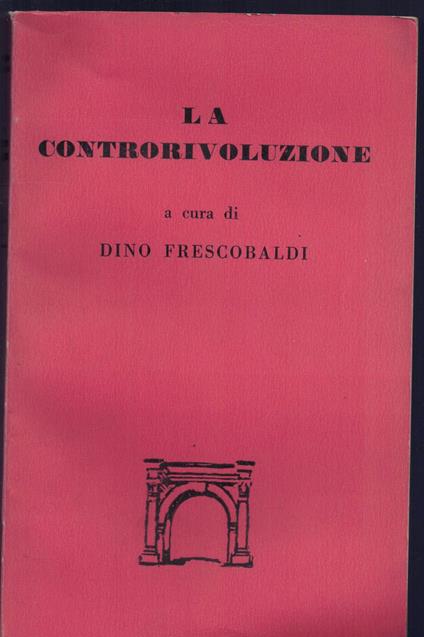 LA
CONTRORIVOLUZIONE
a cura di
DINO FRESCOBALDI